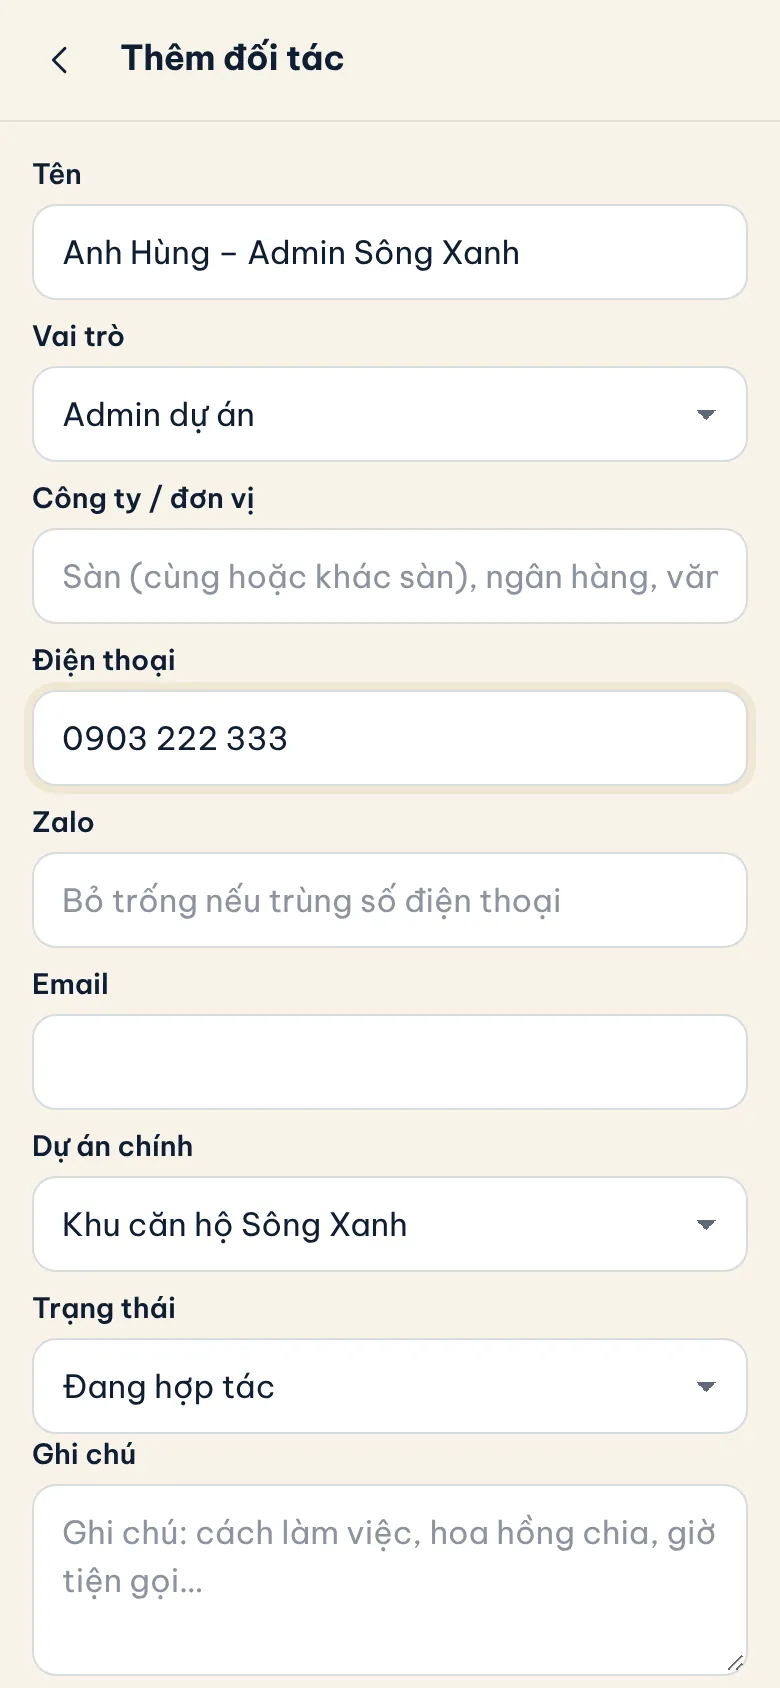 Thêm đối tác
Tên
Anh Hùng – Admin Sông Xanh
Vai trò
Admin dự án
Công ty / đơn vị
Sàn (cùng hoặc khác sàn), ngân hàng, văn
Điện thoại
0903 222 333
Zalo
Bỏ trống nếu trùng số điện thoại
Email
Dự án chính
Khu căn hộ Sông Xanh
Trạng thái
Đang hợp tác
Ghi chú
Ghi chú: cách làm việc, hoa hồng chia, giờ
tiện gọi...